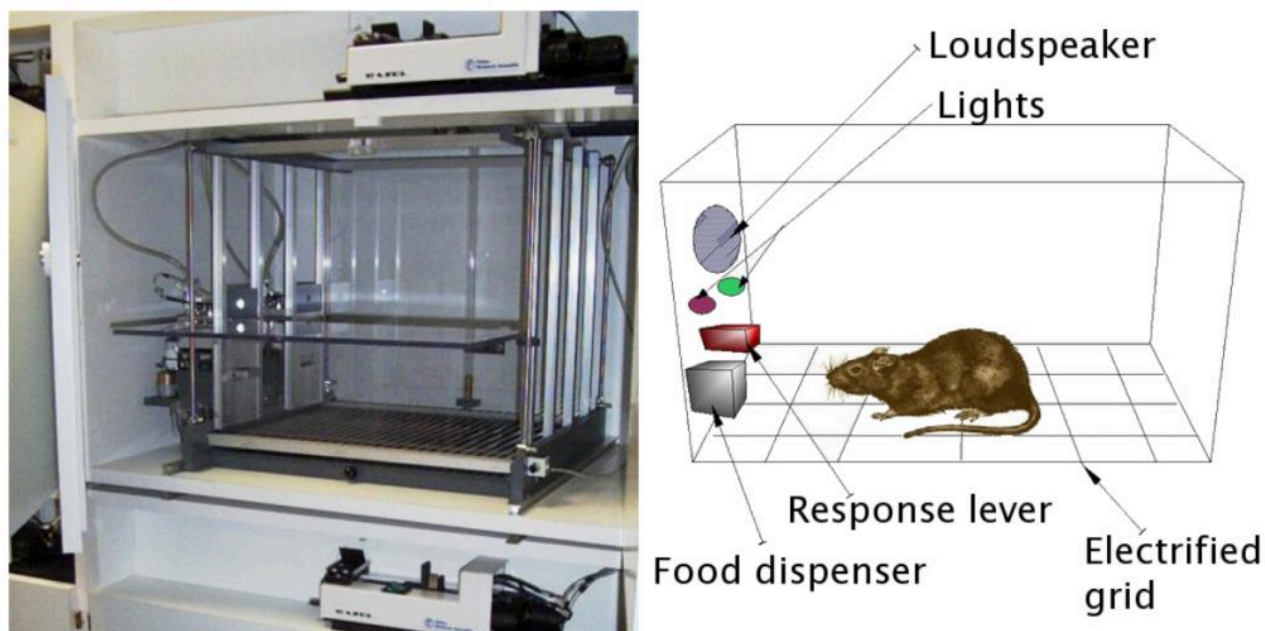 Loudspeaker
Lights
Response lever
Food dispenser
Electrified
grid